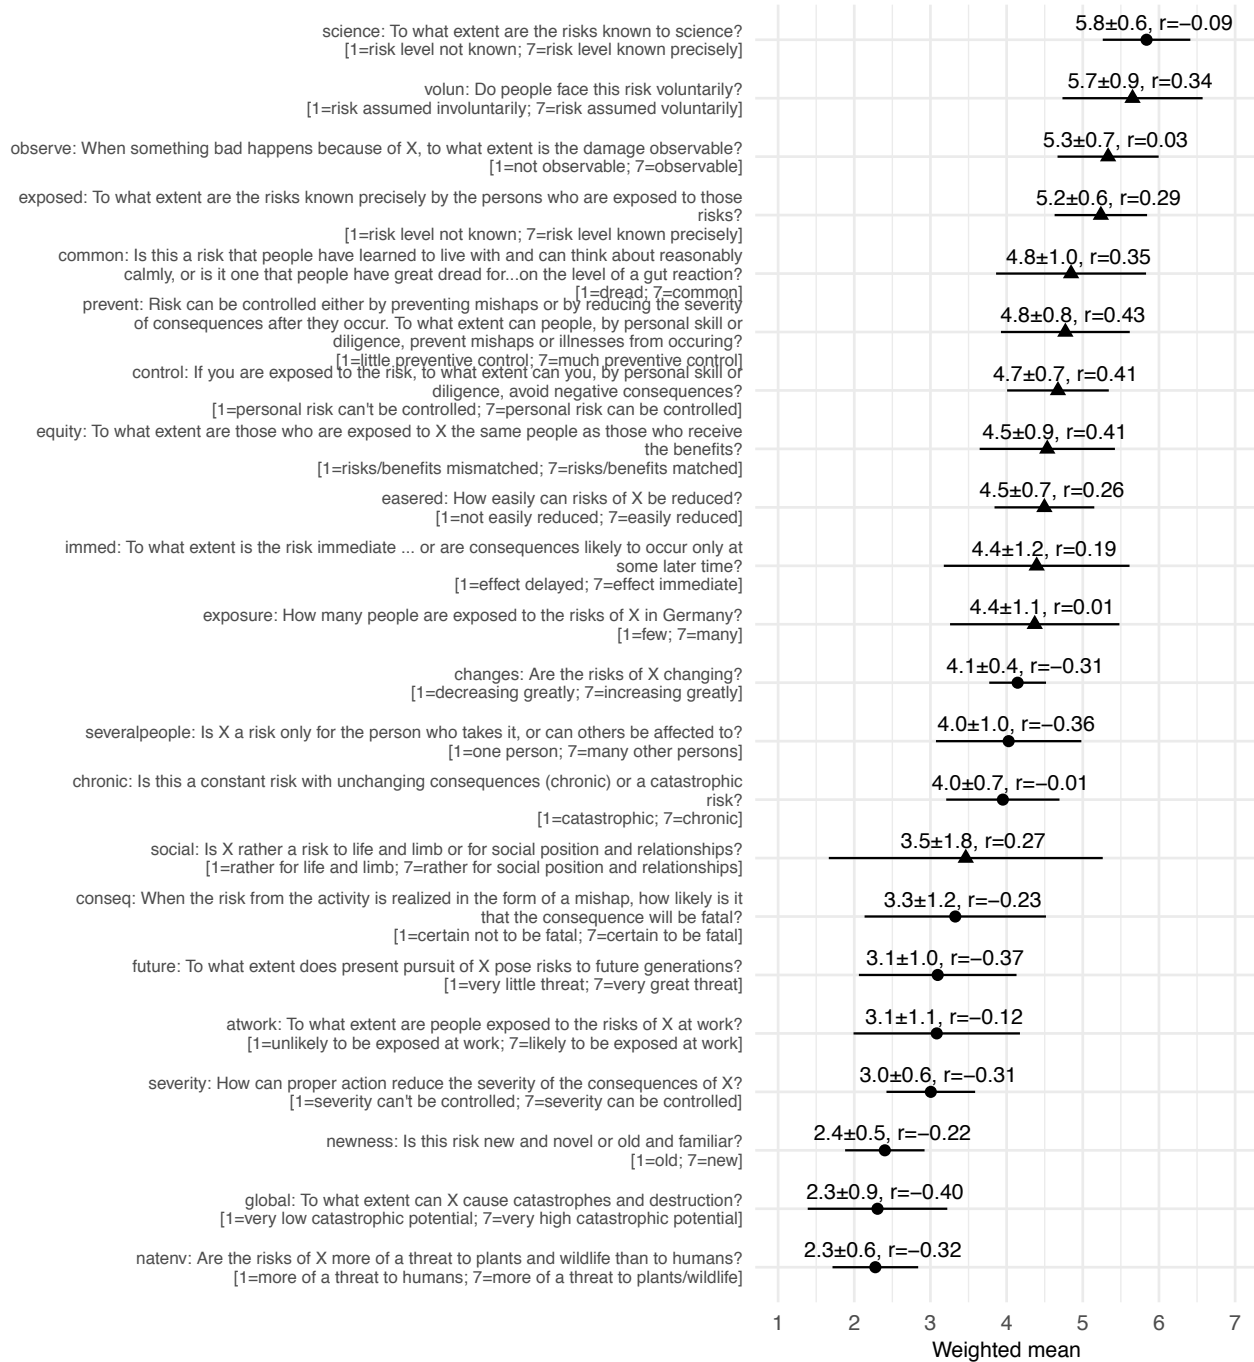 science: To what extent are the risks known to science?
[1=risk level not known; 7=risk level known precisely]
5.8±0.6, r=−0.09
volun: Do people face this risk voluntarily?
[1=risk assumed involuntarily; 7=risk assumed voluntarily]
5.7±0.9, r=0.34
observe: When something bad happens because of X, to what extent is the damage observable?
[1=not observable; 7=observable]
5.3±0.7, r=0.03
exposed: To what extent are the risks known precisely by the persons who are exposed to those
risks?
[1=risk level not known; 7=risk level known precisely]
5.2±0.6, r=0.29
common: Is this a risk that people have learned to live with and can think about reasonably
calmly, or is it one that people have great dread for...on the level of a gut reaction?
[1=dread; 7=common]
4.8±1.0, r=0.35
prevent: Risk can be controlled either by preventing mishaps or by reducing the severity
of consequences after they occur. To what extent can people, by personal skill or
diligence, prevent mishaps or illnesses from occuring?
[1=little preventive control; 7=much preventive control]
4.8±0.8, r=0.43
control: If you are exposed to the risk, to what extent can you, by personal skill or
diligence, avoid negative consequences?
[1=personal risk can't be controlled; 7=personal risk can be controlled]
4.7±0.7, r=0.41
equity: To what extent are those who are exposed to X the same people as those who receive
the benefits?
[1=risks/benefits mismatched; 7=risks/benefits matched]
4.5±0.9, r=0.41
easered: How easily can risks of X be reduced?
[1=not easily reduced; 7=easily reduced]
4.5±0.7, r=0.26
immed: To what extent is the risk immediate ... or are consequences likely to occur only at
some later time?
[1=effect delayed; 7=effect immediate]
4.4±1.2, r=0.19
exposure: How many people are exposed to the risks of X in Germany?
[1=few; 7=many]
4.4±1.1, r=0.01
changes: Are the risks of X changing?
[1=decreasing greatly; 7=increasing greatly]
4.1±0.4, r=−0.31
severalpeople: Is X a risk only for the person who takes it, or can others be affected to?
[1=one person; 7=many other persons]
4.0±1.0, r=−0.36
chronic: Is this a constant risk with unchanging consequences (chronic) or a catastrophic
risk?
[1=catastrophic; 7=chronic]
4.0±0.7, r=−0.01
social: Is X rather a risk to life and limb or for social position and relationships?
[1=rather for life and limb; 7=rather for social position and relationships]
3.5±1.8, r=0.27
conseq: When the risk from the activity is realized in the form of a mishap, how likely is it
that the consequence will be fatal?
[1=certain not to be fatal; 7=certain to be fatal]
3.3±1.2, r=−0.23
future: To what extent does present pursuit of X pose risks to future generations?
[1=very little threat; 7=very great threat]
3.1±1.0, r=−0.37
atwork: To what extent are people exposed to the risks of X at work?
[1=unlikely to be exposed at work; 7=likely to be exposed at work]
3.1±1.1, r=−0.12
severity: How can proper action reduce the severity of the consequences of X?
[1=severity can't be controlled; 7=severity can be controlled]
3.0±0.6, r=−0.31
newness: Is this risk new and novel or old and familiar?
[1=old; 7=new]
2.4±0.5, r=−0.22
global: To what extent can X cause catastrophes and destruction?
[1=very low catastrophic potential; 7=very high catastrophic potential]
2.3±0.9, r=−0.40
natenv: Are the risks of X more of a threat to plants and wildlife than to humans?
[1=more of a threat to humans; 7=more of a threat to plants/wildlife]
2.3±0.6, r=−0.32
1 2 3 4 5 6 7
Weighted mean